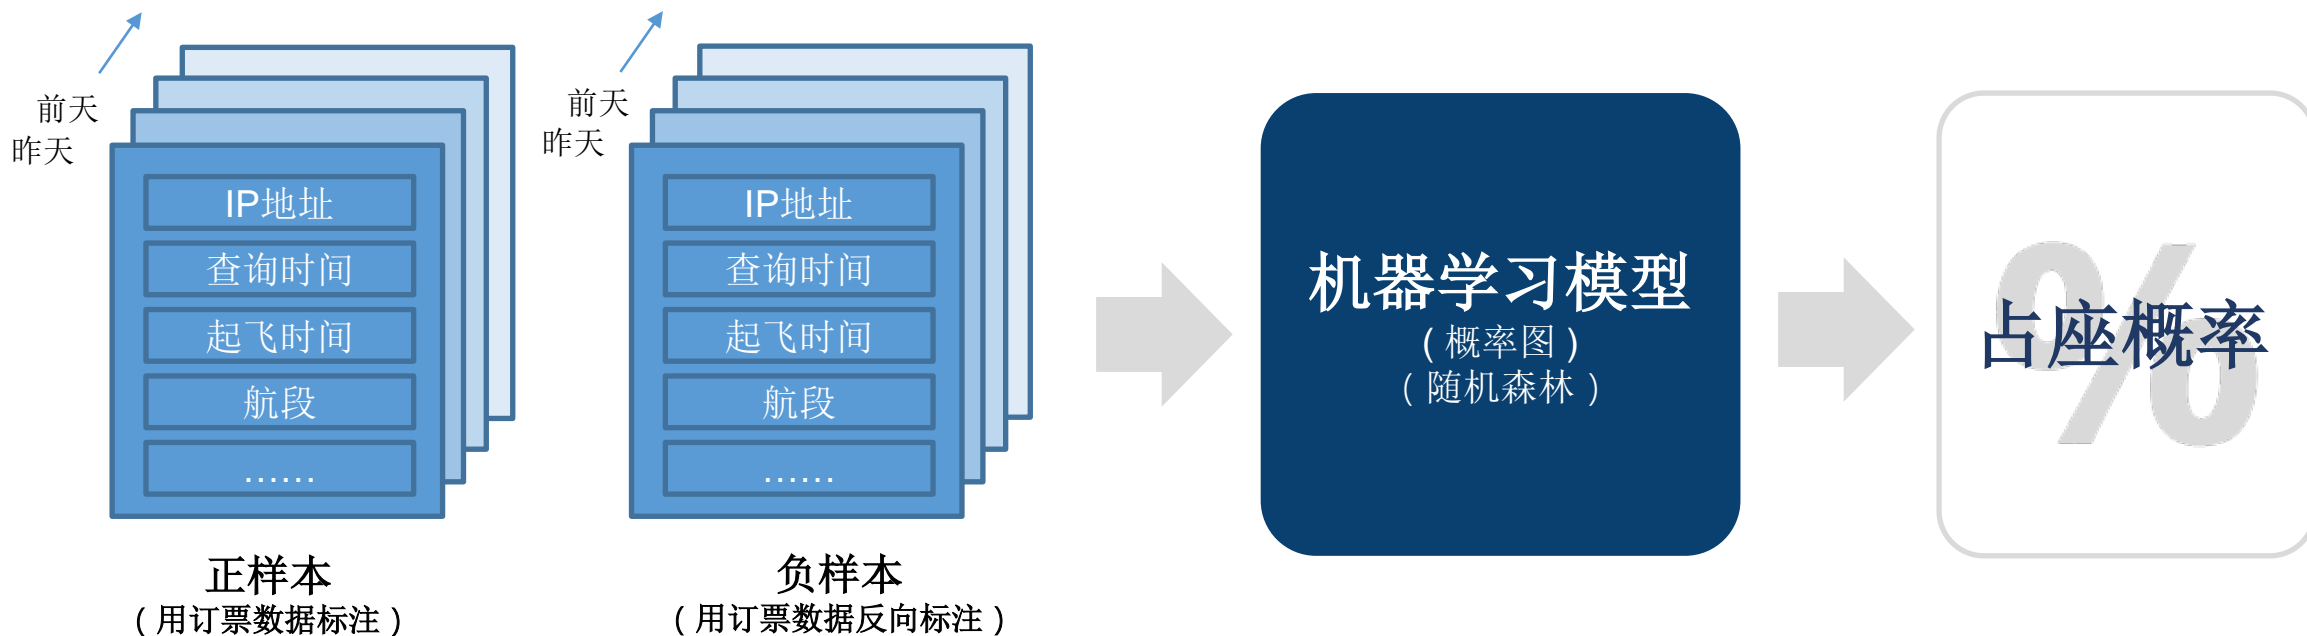 前天
昨天
IP地址
查询时间
起飞时间
航段
……
正样本
（用订票数据标注）
前天
昨天
IP地址
查询时间
起飞时间
航段
……
负样本
（用订票数据反向标注）
机器学习模型
（概率图）
（随机森林）
%
占座概率